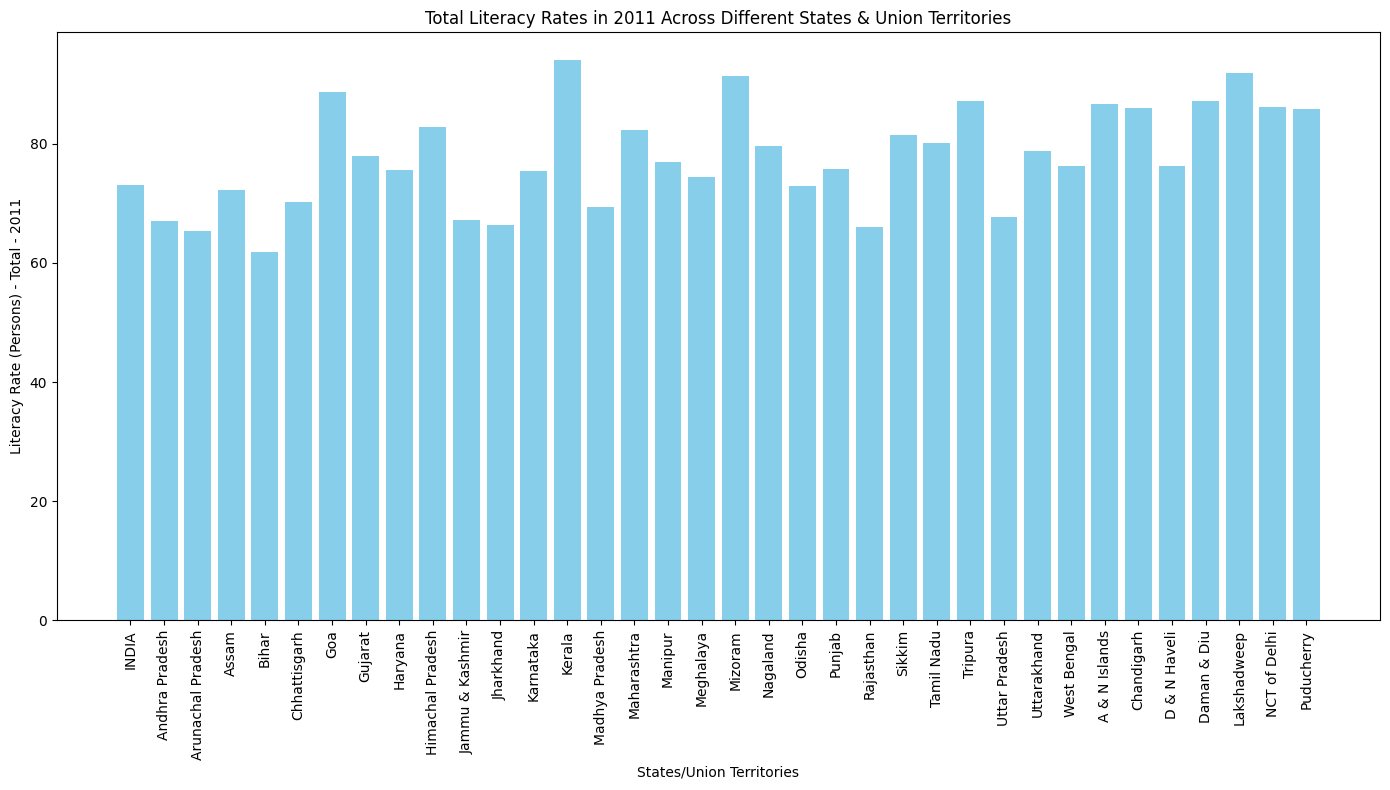 Total Literacy Rates in 2011 Across Different States & Union Territories
Literacy Rate (Persons) - Total - 2011
80
60
40
20
0
INDIA
Andhra Pradesh
Arunachal Pradesh
Assam
Bihar
Chhattisgarh
Goa
Gujarat
Haryana
Himachal Pradesh
Jammu & Kashmir
Jharkhand
Karnataka
Kerala
Madhya Pradesh
Maharashtra
Manipur
Meghalaya
Mizoram
Nagaland
Odisha
Punjab
Rajasthan
Sikkim
Tamil Nadu
Tripura
Uttar Pradesh
Uttarakhand
West Bengal
A & N Islands
Chandigarh
D & N Haveli
Daman & Diu
Lakshadweep
NCT of Delhi
Puducherry
States/Union Territories